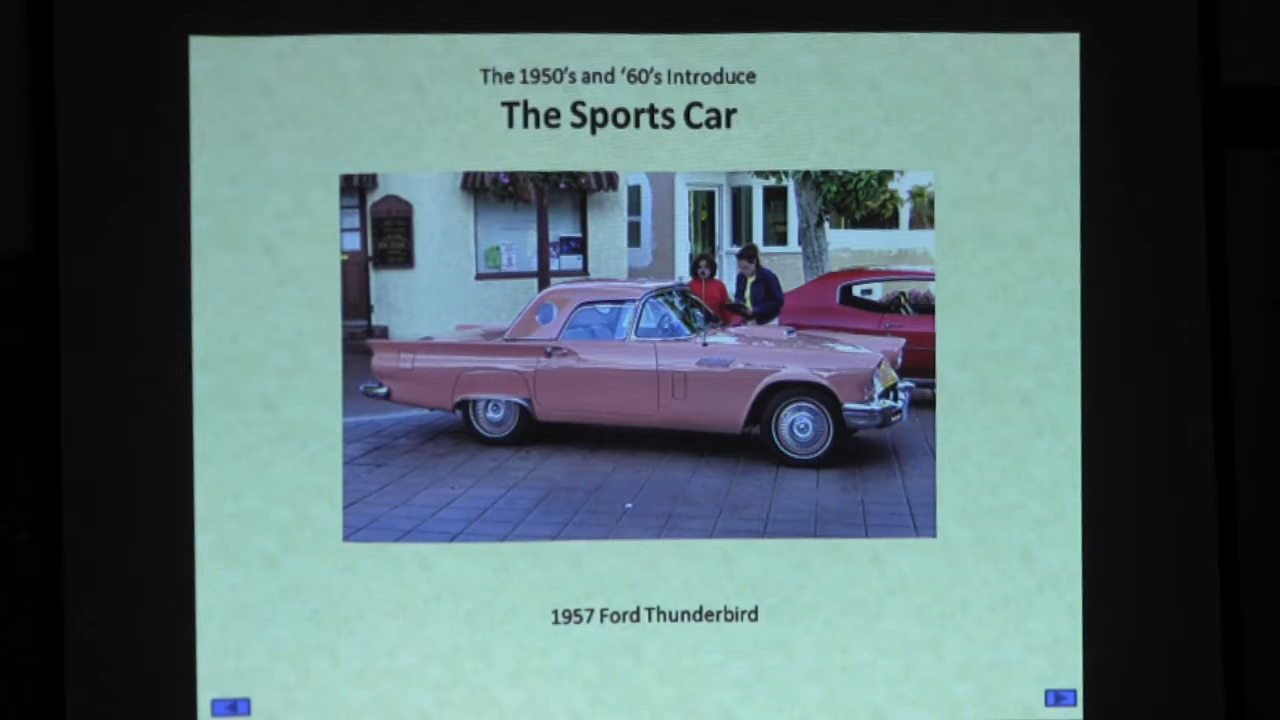 The 1950's and '60's Introduce
The Sports Car
1957 Ford Thunderbird